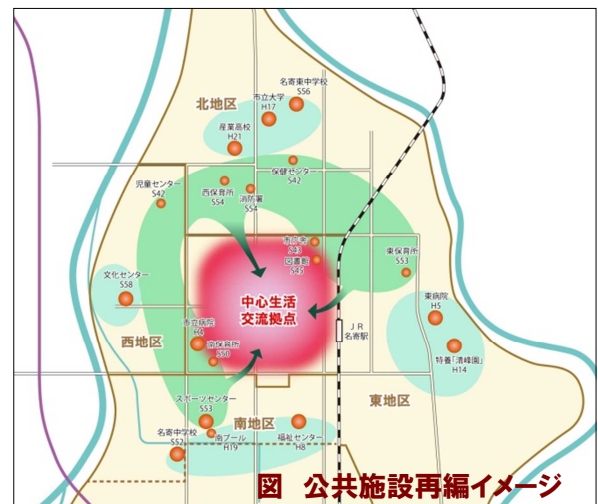 名寄東中学校
S56
市立大学
H17
北地区
産業高校
H21
保健センター
S42
児童センター
S42
西保育所
S54
消防署
S54
市庁舎
S43
図書館
S45
東保育所
S53
文化センター
S58
中心生活
交流拠点
東病院
H5
市立病院
H4
JR
名寄駅
西地区
南保育所
S50
特養「清峰園」
H14
東地区
スポーツセンター
S53
南地区
名寄中学校
S52
南プール
H19
福祉センター
H8
図 公共施設再編イメージ